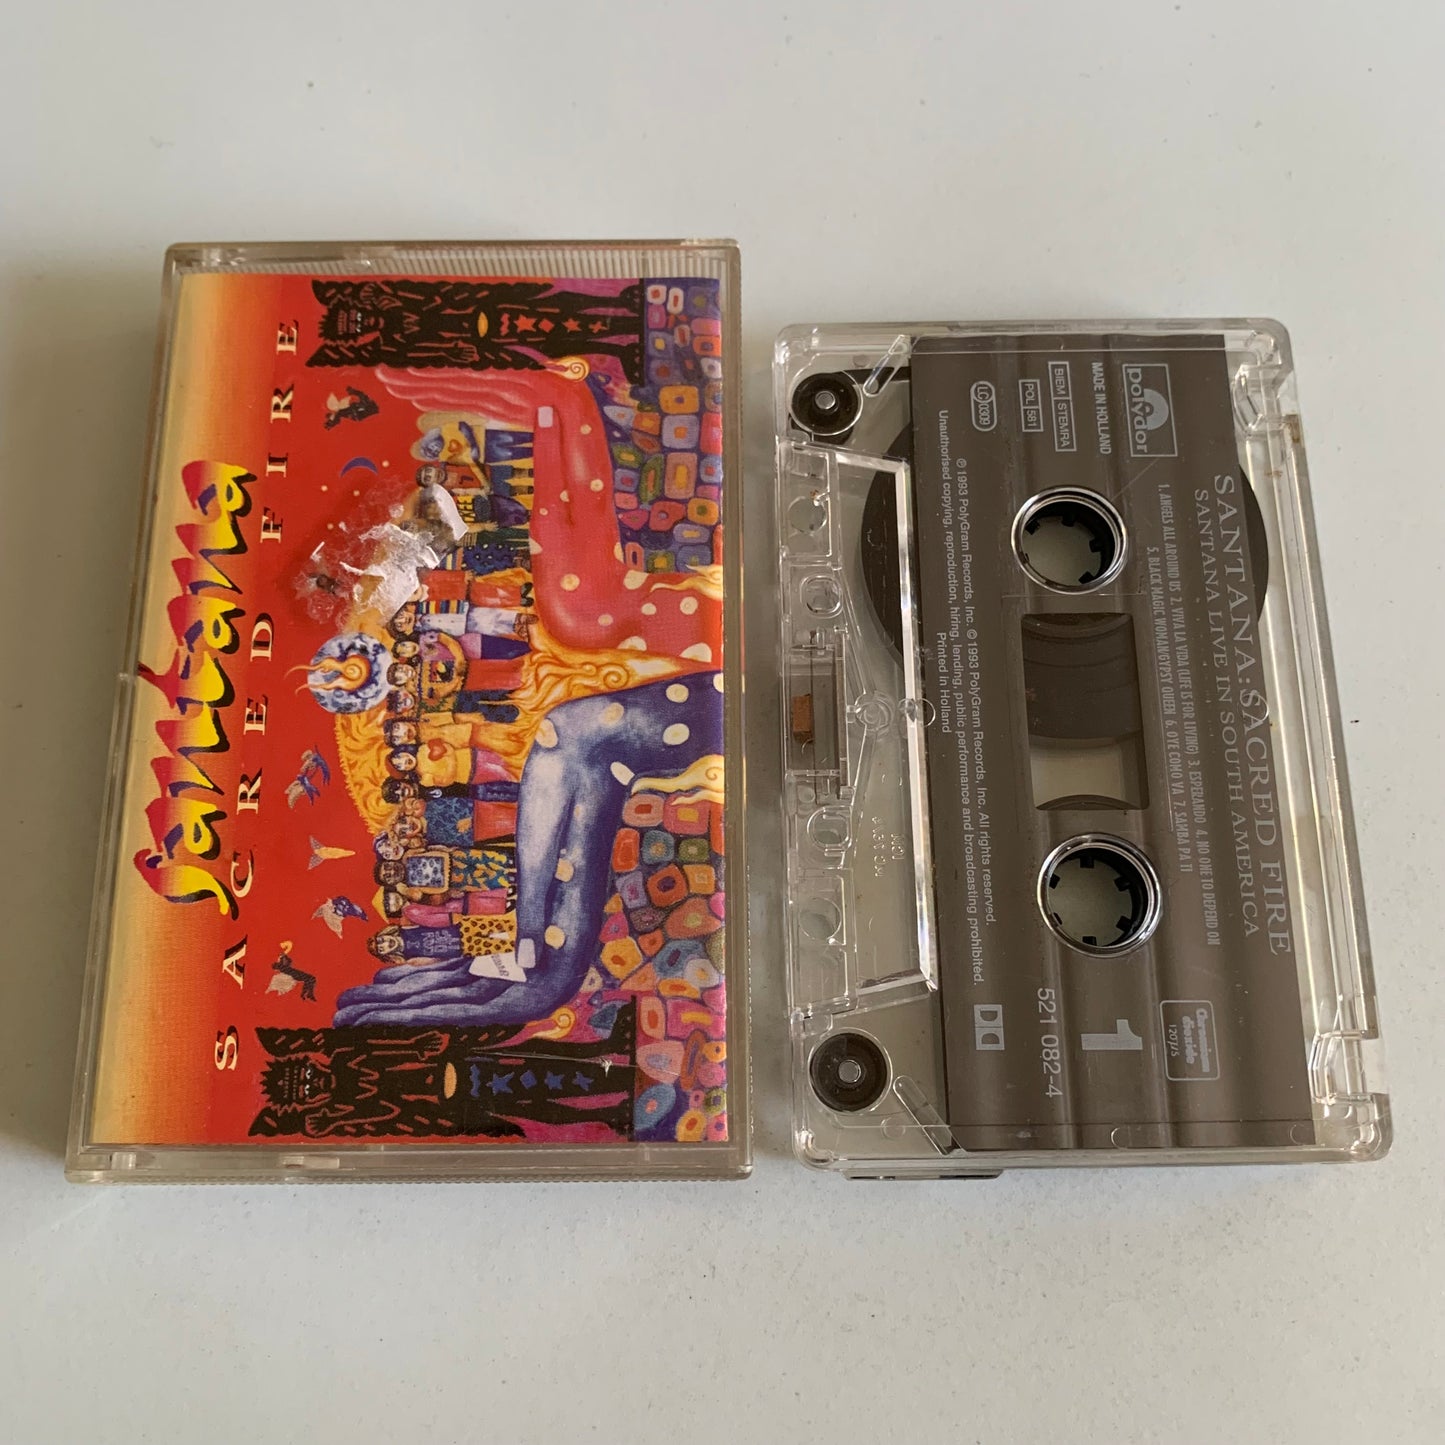 Santana
SACRED FIRE
polydor
MADE IN HOLLAND
BIEM STEMRA
POL 581
LC 0309
SANTANA: SACRED FIRE
SANTANA LIVE IN SOUTH AMERICA
1. ANGELS ALL AROUND US 2. VIVA LA VIDA (LIFE IS FOR LIVING) 3. ESPERANDO 4. NO ONE TO DEPEND ON
5. BLACK MAGIC WOMAN/GYPSY QUEEN 6. OYE COMO VA 7. SAMBA PA TI
Chromium
dioxide
120µS
1
521 082-4
℗ 1993 PolyGram Records, Inc. © 1993 PolyGram Records, Inc. All rights reserved.
Unauthorised copying, reproduction, hiring, lending, public performance and broadcasting prohibited.
Printed in Holland